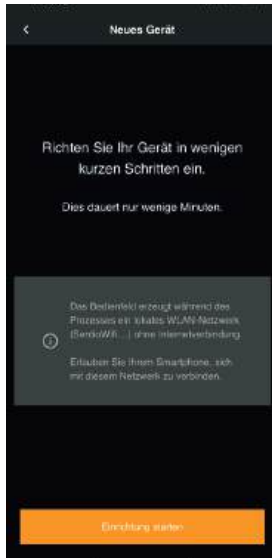 Neues Gerät
Richten Sie Ihr Gerät in wenigen
kurzen Schritten ein.
Dies dauert nur wenige Minuten.
Das Bedienfeld erzeugt während des
Prozesses ein lokales WLAN-Netzwerk
(SentioWifi...) ohne Internetverbindung.
Erlauben Sie Ihrem Smartphone, sich
mit diesem Netzwerk zu verbinden.
Einrichtung starten